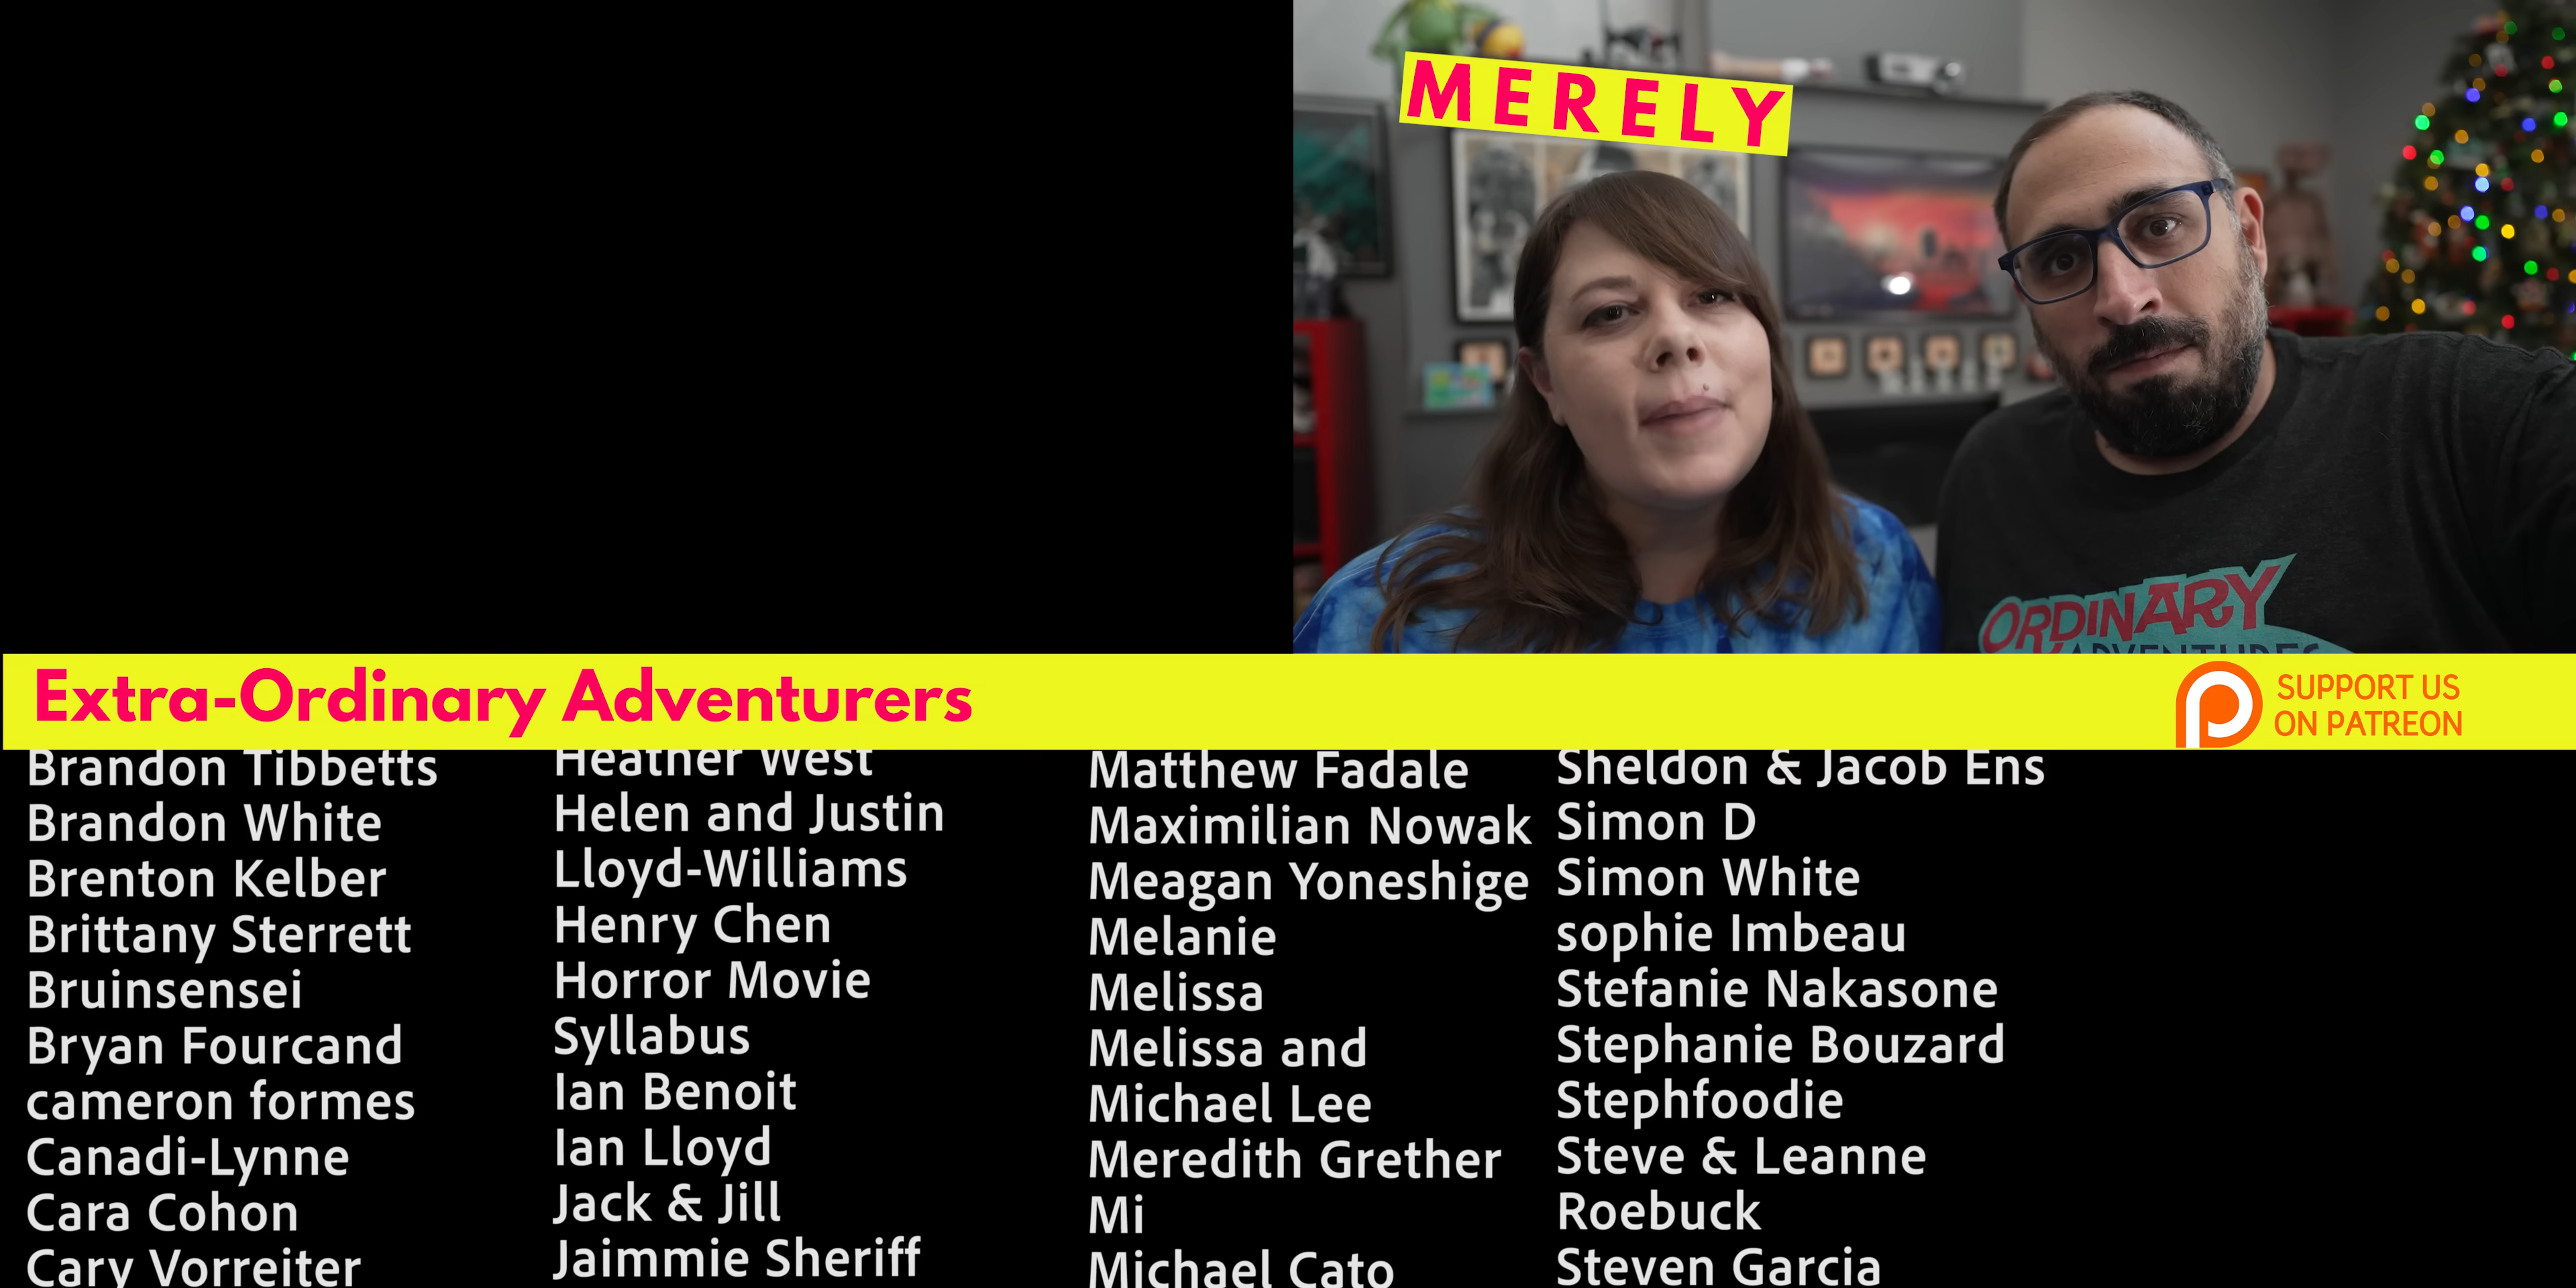 MERELY
ORDINARY
ADVENTURES
Extra-Ordinary Adventurers
SUPPORT US
ON PATREON
Brandon Tibbetts
Brandon White
Brenton Kelber
Brittany Sterrett
Bruinsensei
Bryan Fourcand
cameron formes
Canadi-Lynne
Cara Cohon
Cary Vorreiter
Heather West
Helen and Justin
Lloyd-Williams
Henry Chen
Horror Movie
Syllabus
Ian Benoit
Ian Lloyd
Jack & Jill
Jaimmie Sheriff
Matthew Fadale
Maximilian Nowak
Meagan Yoneshige
Melanie
Melissa
Melissa and
Michael Lee
Meredith Grether
Mi
Michael Cato
Sheldon & Jacob Ens
Simon D
Simon White
sophie Imbeau
Stefanie Nakasone
Stephanie Bouzard
Stephfoodie
Steve & Leanne
Roebuck
Steven Garcia